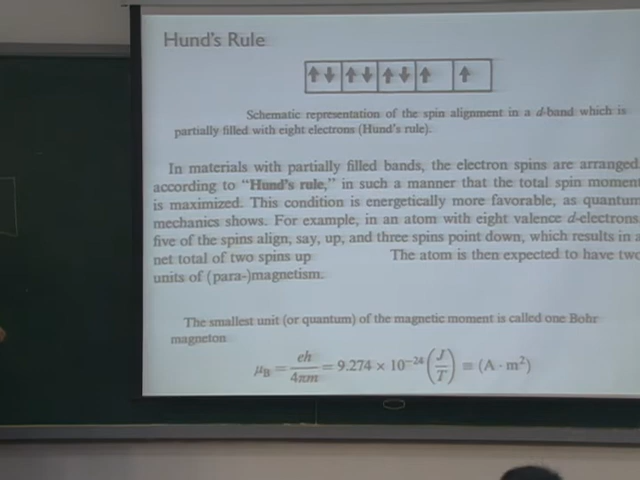 Hund's Rule
Schematic representation of the spin alignment in a d-band which is
partially filled with eight electrons (Hund's rule).
In materials with partially filled bands, the electron spins are arranged
according to "Hund's rule," in such a manner that the total spin moment
is maximized. This condition is energetically more favorable, as quantum
mechanics shows. For example, in an atom with eight valence d-electrons,
five of the spins align, say, up, and three spins point down, which results in a
net total of two spins up The atom is then expected to have two
units of (para-)magnetism.
The smallest unit (or quantum) of the magnetic moment is called one Bohr
magneton
μB = eh/4πm = 9.274 × 10⁻²⁴ (J/T) ≡ (A · m²)